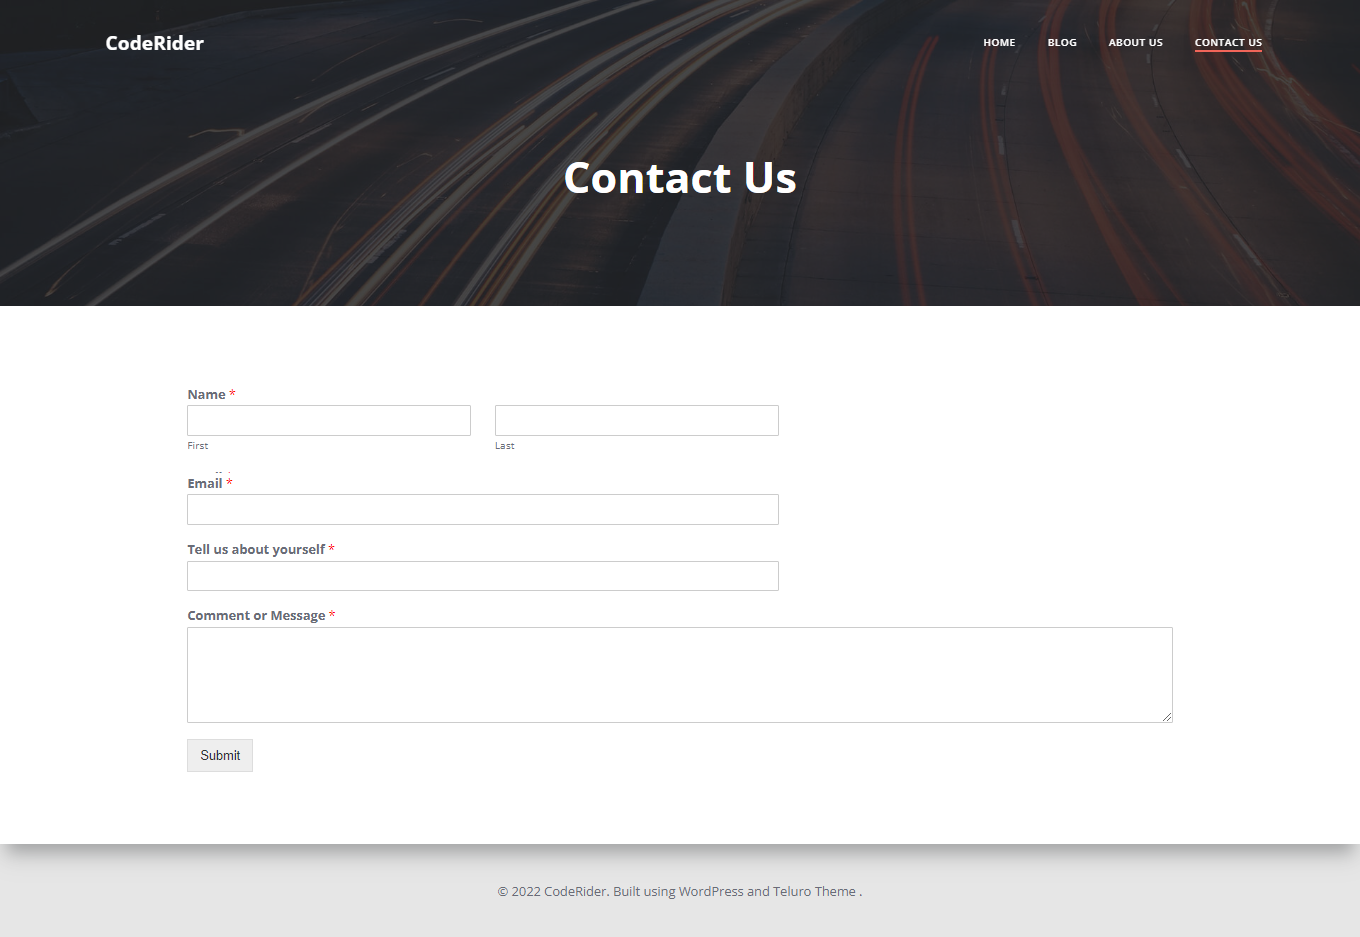 CodeRider
HOME BLOG ABOUT US CONTACT US
Contact Us
Name *
First Last
Email *
Tell us about yourself *
Comment or Message *
Submit
© 2022 CodeRider. Built using WordPress and Teluro Theme .